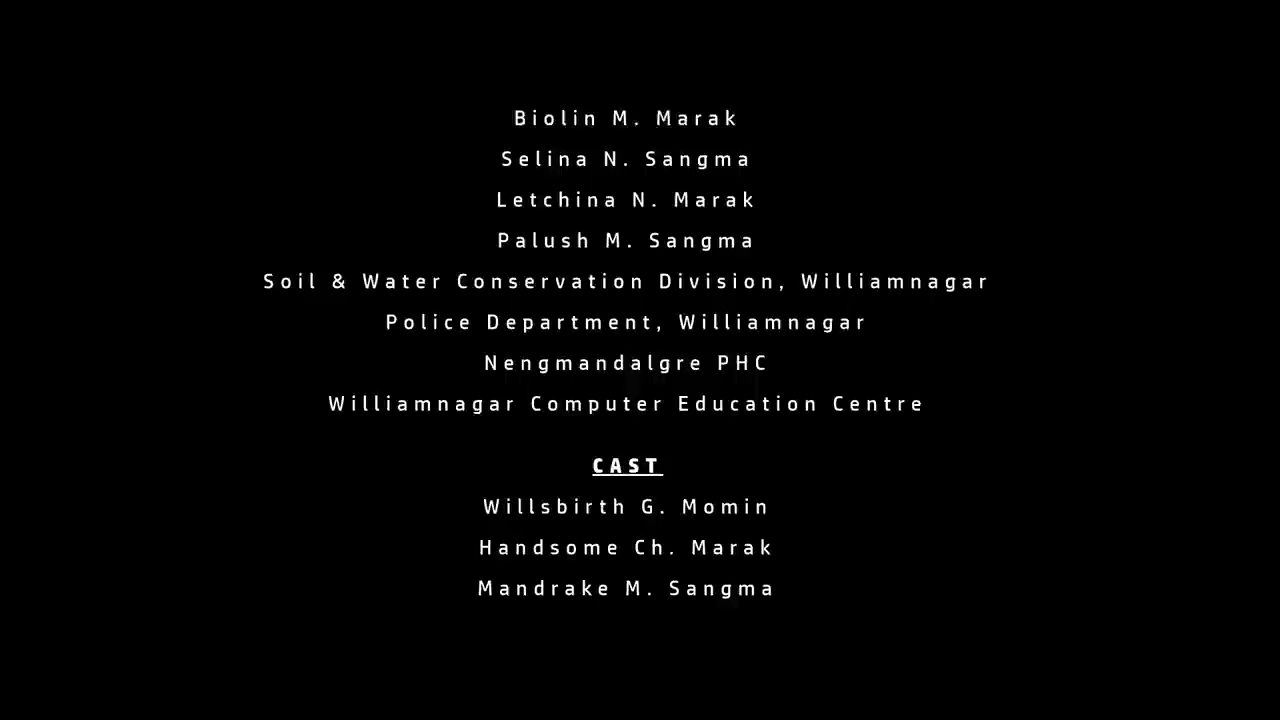 Biolin M. Marak
Selina N. Sangma
Letchina N. Marak
Palush M. Sangma
Soil & Water Conservation Division, Williamnagar
Police Department, Williamnagar
Nengmandalgre PHC
Williamnagar Computer Education Centre
CAST
Willsbirth G. Momin
Handsome Ch. Marak
Mandrake M. Sangma